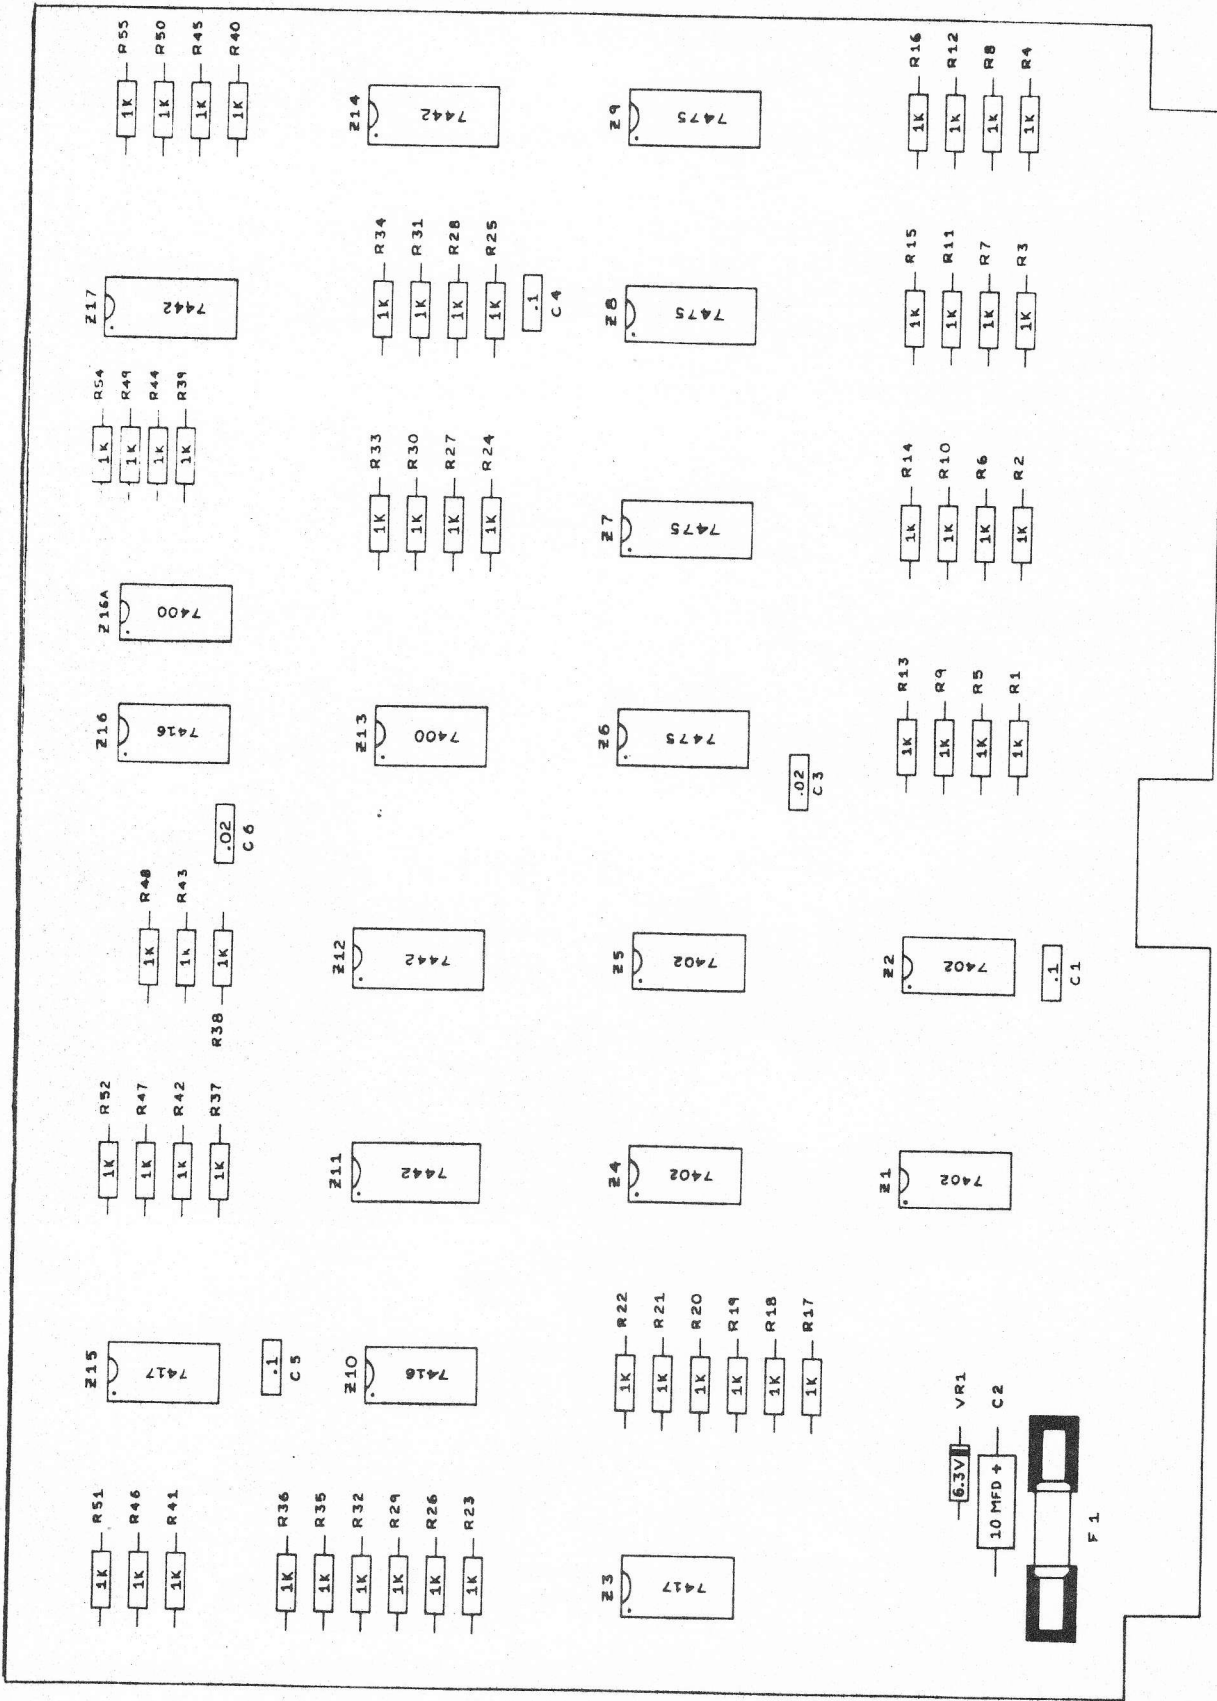 R55
R50
R45
R40
1K
1K
1K
1K
Z14
7442
Z9
7475
R16
R12
R8
R4
1K
1K
1K
1K
R34
R31
R28
R25
1K
1K
1K
1K
.1
C4
Z17
7442
Z8
7475
R15
R11
R7
R3
1K
1K
1K
1K
R54
R49
R44
R39
1K
1K
1K
1K
R33
R30
R27
R24
1K
1K
1K
1K
Z7
7475
R14
R10
R6
R2
1K
1K
1K
1K
Z16A
7400
Z16
7416
Z13
7400
Z6
7475
.02
C3
R13
R9
R5
R1
1K
1K
1K
1K
.02
C6
R48
R43
1K
1K
1K
R38
Z12
7442
Z5
7402
Z2
7402
.1
C1
R52
R47
R42
R37
1K
1K
1K
1K
Z11
7442
Z4
7402
Z1
7402
Z15
7417
.1
C5
Z10
7416
R22
R21
R20
R19
R18
R17
1K
1K
1K
1K
1K
1K
R51
R46
R41
1K
1K
1K
R36
R35
R32
R29
R26
R23
1K
1K
1K
1K
1K
1K
Z3
7417
VR1
6.3V
C2
10 MFD +
F1